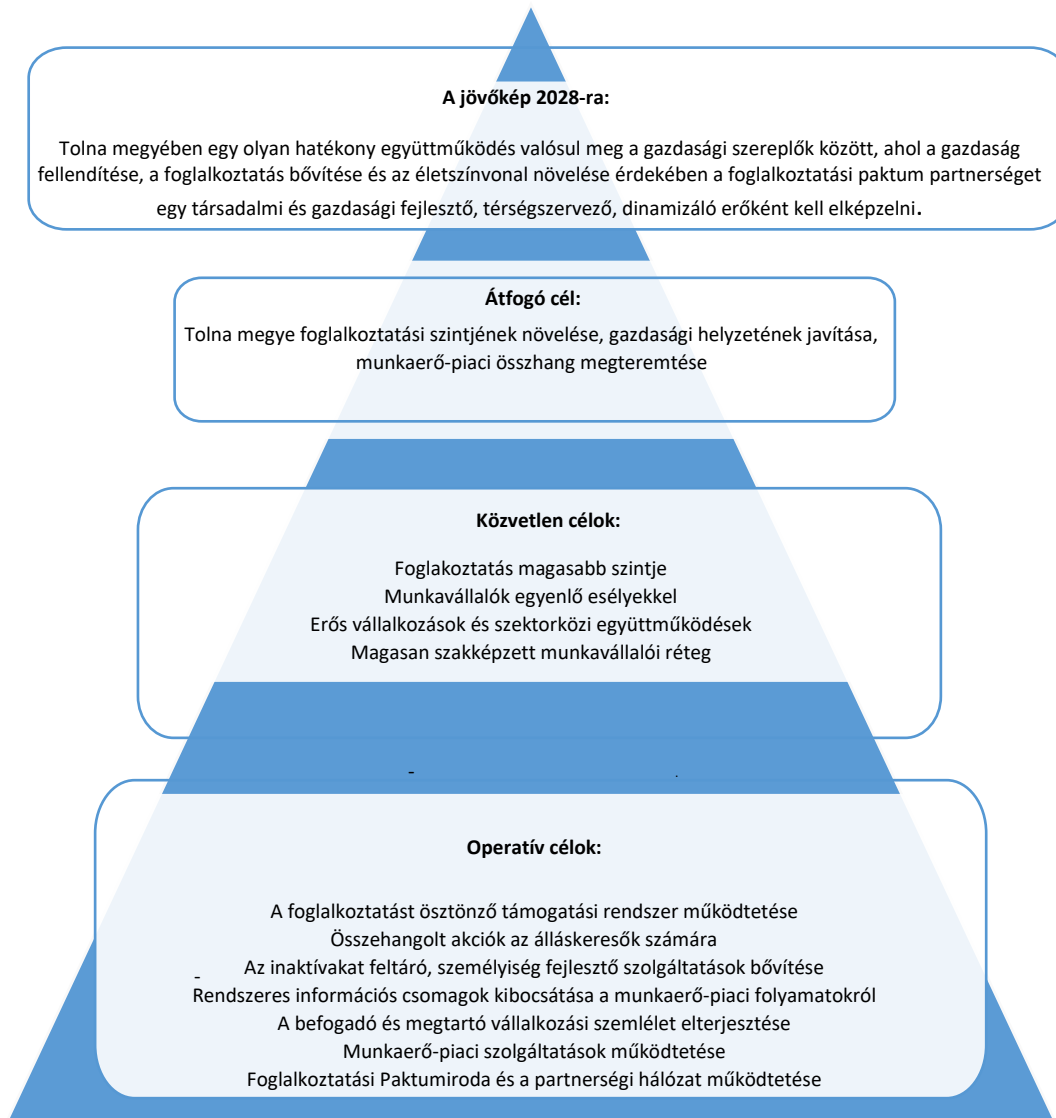 A jövőkép 2028-ra:
Tolna megyében egy olyan hatékony együttműködés valósul meg a gazdasági szereplők között, ahol a gazdaság
fellendítése, a foglalkoztatás bővítése és az életszínvonal növelése érdekében a foglalkoztatási paktum partnerséget
egy társadalmi és gazdasági fejlesztő, térségszervező, dinamizáló erőként kell elképzelni.
Átfogó cél:
Tolna megye foglalkoztatási szintjének növelése, gazdasági helyzetének javítása,
munkaerő-piaci összhang megteremtése
Közvetlen célok:
Foglakoztatás magasabb szintje
Munkavállalók egyenlő esélyekkel
Erős vállalkozások és szektorközi együttműködések
Magasan szakképzett munkavállalói réteg
Operatív célok:
A foglalkoztatást ösztönző támogatási rendszer működtetése
Összehangolt akciók az álláskeresők számára
Az inaktívakat feltáró, személyiség fejlesztő szolgáltatások bővítése
Rendszeres információs csomagok kibocsátása a munkaerő-piaci folyamatokról
A befogadó és megtartó vállalkozási szemlélet elterjesztése
Munkaerő-piaci szolgáltatások működtetése
Foglalkoztatási Paktumiroda és a partnerségi hálózat működtetése